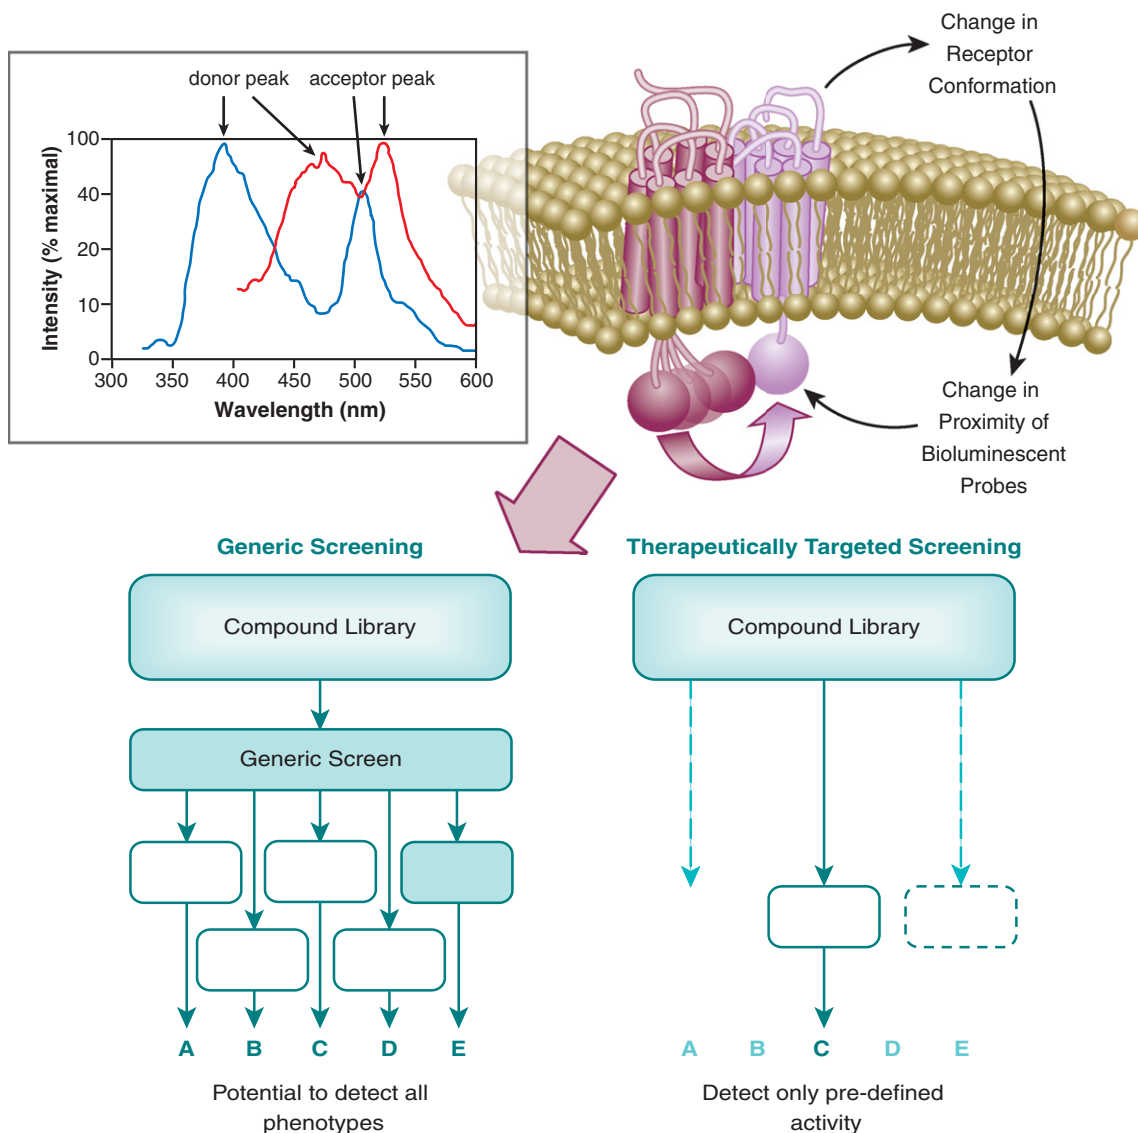 donor peak acceptor peak
100
40
20
10
0
Intensity (% maximal)
300 350 400 450 500 550 600
Wavelength (nm)
Change in
Receptor
Conformation
Change in
Proximity of
Bioluminescent
Probes
Generic Screening
Compound Library
Generic Screen
A B C D E
Potential to detect all
phenotypes
Therapeutically Targeted Screening
Compound Library
A B C D E
Detect only pre-defined
activity